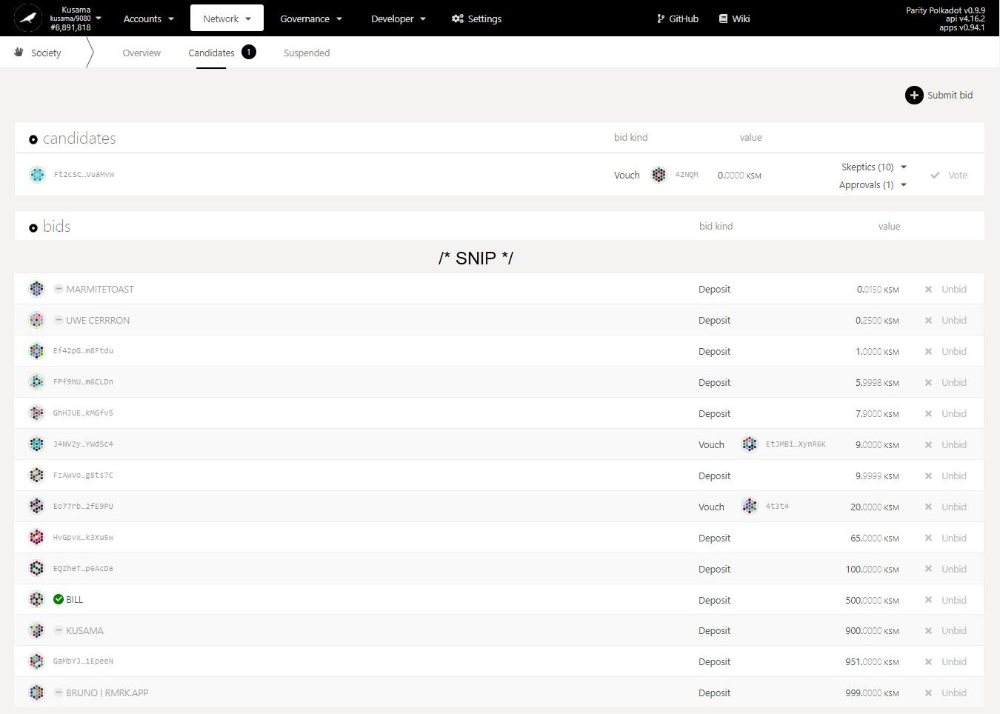 Kusama
kusama/9080
#8,891,818
Accounts
Network
Governance
Developer
Settings
GitHub
Wiki
Parity Polkadot v0.9.9
api v4.16.2
apps v0.94.1
Society
Overview
Candidates 1
Suspended
Submit bid
candidates bid kind value
Ft2cSC…VuaMvW Vouch 42NQM 0.0000 KSM Skeptics (10) Vote
Approvals (1)
bids bid kind value
/* SNIP */
MARMITETOAST Deposit 0.0150 KSM Unbid
UWE CERRRON Deposit 0.2500 KSM Unbid
Ef42pG…m8Ftdu Deposit 1.0000 KSM Unbid
FPf9hU…m6CLDn Deposit 5.9998 KSM Unbid
GhHJUE…kMGfv5 Deposit 7.9000 KSM Unbid
J4NV2y…YWdSc4 Vouch EtJMBi…XynR6K 9.0000 KSM Unbid
FzAwVo…g8ts7C Deposit 9.9999 KSM Unbid
Eo77rb…2fE9PU Vouch 4t3t4 20.0000 KSM Unbid
HvGpvx…k3Xu5w Deposit 65.0000 KSM Unbid
EQZheT…p6AcDa Deposit 100.0000 KSM Unbid
BILL Deposit 500.0000 KSM Unbid
KUSAMA Deposit 900.0000 KSM Unbid
GaMbYJ…1EpeeN Deposit 951.0000 KSM Unbid
BRUNO | RMRK.APP Deposit 999.0000 KSM Unbid